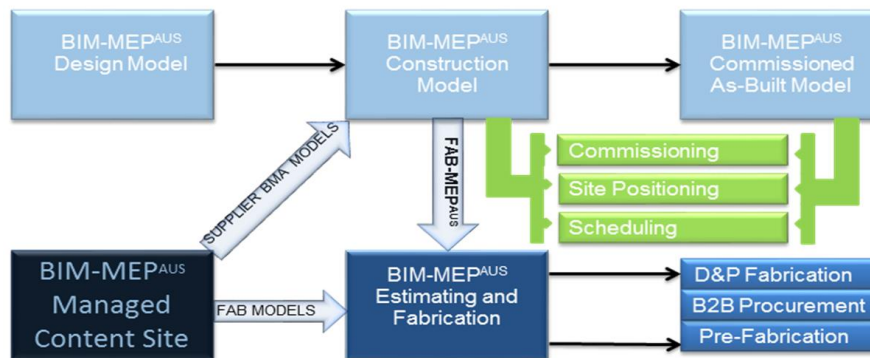 BIM-MEPAUS
Design Model
BIM-MEPAUS
Construction
Model
BIM-MEPAUS
Commissioned
As-Built Model
SUPPLIER BMA MODELS
FAB-MEPAUS
Commissioning
Site Positioning
Scheduling
BIM-MEPAUS
Managed
Content Site
FAB MODELS
BIM-MEPAUS
Estimating and
Fabrication
D&P Fabrication
B2B Procurement
Pre-Fabrication